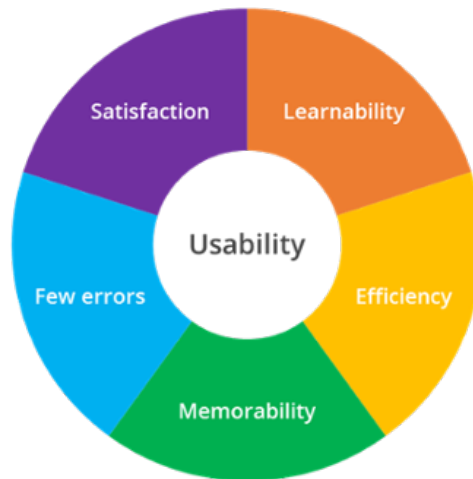 Satisfaction
Learnability
Usability
Few errors
Efficiency
Memorability